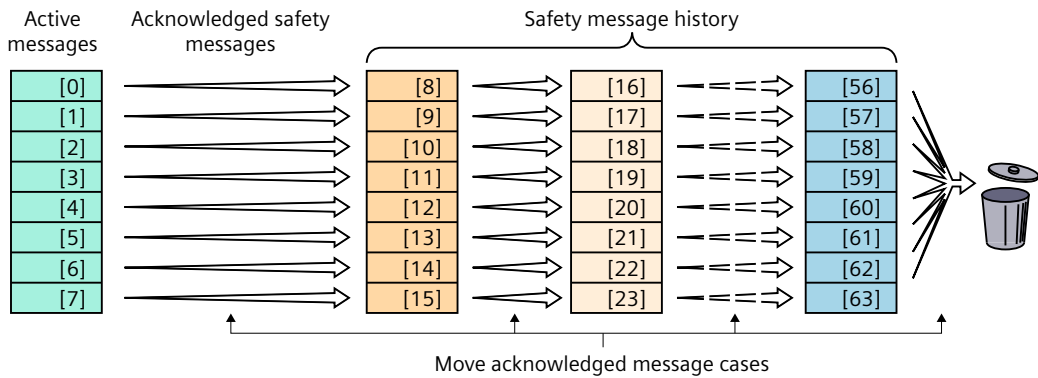 Active
messages
Acknowledged safety
messages
Safety message history
[0] [8] [16] [56]
[1] [9] [17] [57]
[2] [10] [18] [58]
[3] [11] [19] [59]
[4] [12] [20] [60]
[5] [13] [21] [61]
[6] [14] [22] [62]
[7] [15] [23] [63]
Move acknowledged message cases